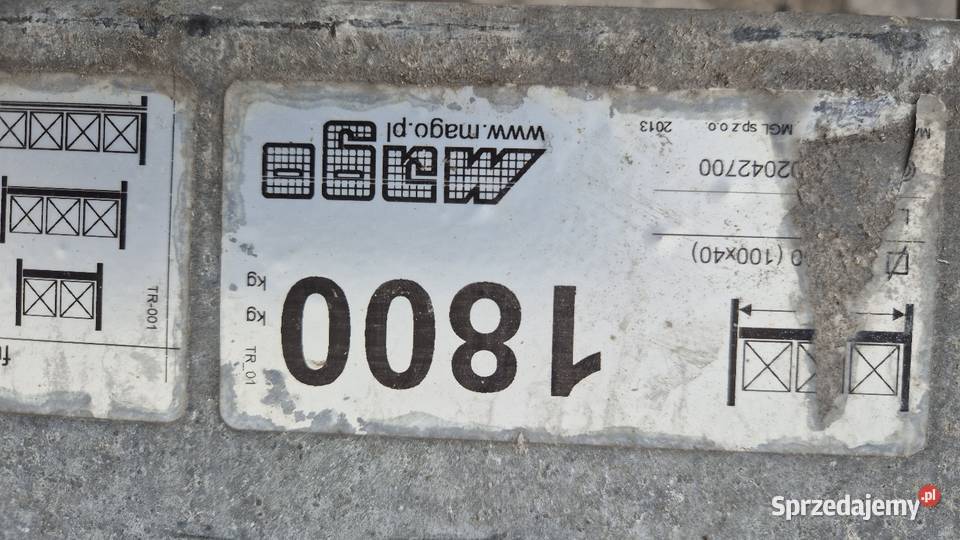 MGL sp.z o.o. 2013
02042700
L
0 (100x40)
mago
www.mago.pl
1800
kg
kg
TR_01
TR-001
Sprzedajemy.pl